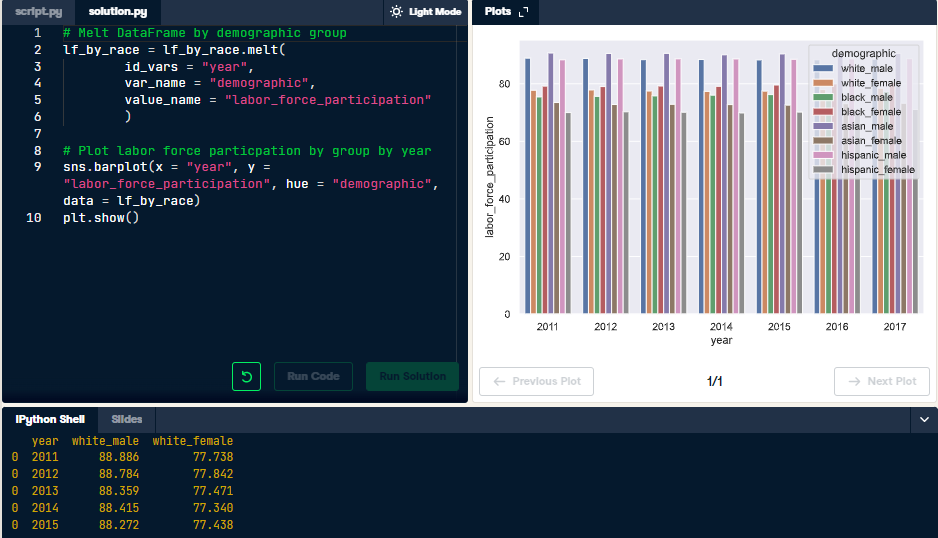 script.py
solution.py
Light Mode
1 # Melt DataFrame by demographic group
2 lf_by_race = lf_by_race.melt(
3 id_vars = "year",
4 var_name = "demographic",
5 value_name = "labor_force_participation"
6 )
7
8 # Plot labor force particpation by group by year
9 sns.barplot(x = "year", y =
"labor_force_participation", hue = "demographic",
data = lf_by_race)
10 plt.show()
Run Code
Run Solution
Plots
demographic
white_male
white_female
black_male
black_female
asian_male
asian_female
hispanic_male
hispanic_female
labor_force_participation
80
60
40
20
0
2011 2012 2013 2014 2015 2016 2017
year
Previous Plot
1/1
Next Plot
IPython Shell
Slides
year white_male white_female
0 2011 88.886 77.738
0 2012 88.784 77.842
0 2013 88.359 77.471
0 2014 88.415 77.340
0 2015 88.272 77.438